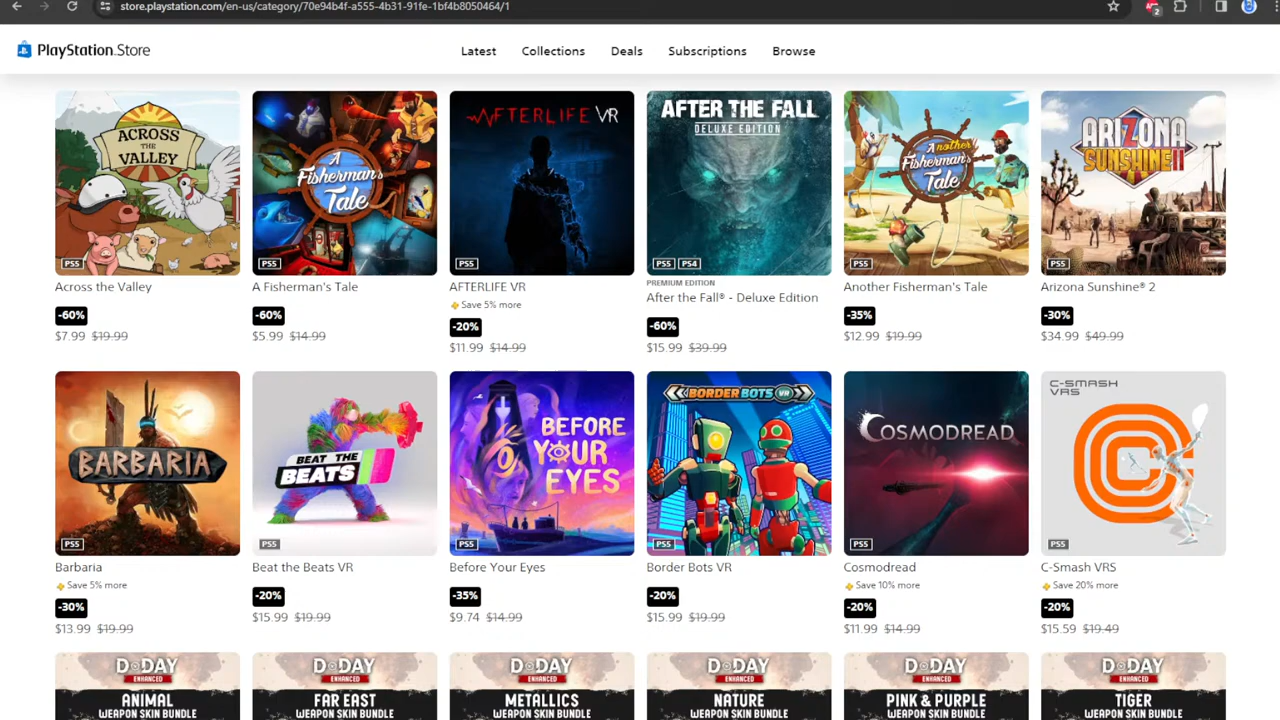 store.playstation.com/en-us/category/70e94b4f-a555-4b31-91fe-1bf4b8050464/1
2
PlayStation.Store
Latest
Collections
Deals
Subscriptions
Browse
ACROSS
THE
VALLEY
PS5
Across the Valley
-60%
$7.99 $19.99
A
Fisherman's
Tale
PS5
A Fisherman's Tale
-60%
$5.99 $14.99
AFTERLIFE VR
PS5
AFTERLIFE VR
Save 5% more
-20%
$11.99 $14.99
AFTER THE FALL
DELUXE EDITION
PS5 PS4
PREMIUM EDITION
After the Fall® - Deluxe Edition
-60%
$15.99 $39.99
Another
Fisherman's
Tale
PS5
Another Fisherman's Tale
-35%
$12.99 $19.99
ARIZONA
SUNSHINE II
PS5
Arizona Sunshine® 2
-30%
$34.99 $49.99
BARBARIA
PS5
Barbaria
Save 5% more
-30%
$13.99 $19.99
BEAT THE
BEATS
PS5
Beat the Beats VR
-20%
$15.99 $19.99
BEFORE
YOUR
EYES
PS5
Before Your Eyes
-35%
$9.74 $14.99
BORDERBOTS VR
PS5
Border Bots VR
-20%
$15.99 $19.99
COSMODREAD
PS5
Cosmodread
Save 10% more
-20%
$11.99 $14.99
C-SMASH
VRS
PS5
C-Smash VRS
Save 20% more
-20%
$15.59 $19.49
D-DAY
ENHANCED
ANIMAL
WEAPON SKIN BUNDLE
D-DAY
ENHANCED
FAR EAST
WEAPON SKIN BUNDLE
D-DAY
ENHANCED
METALLICS
WEAPON SKIN BUNDLE
D-DAY
ENHANCED
NATURE
WEAPON SKIN BUNDLE
D-DAY
ENHANCED
PINK & PURPLE
WEAPON SKIN BUNDLE
D-DAY
ENHANCED
TIGER
WEAPON SKIN BUNDLE